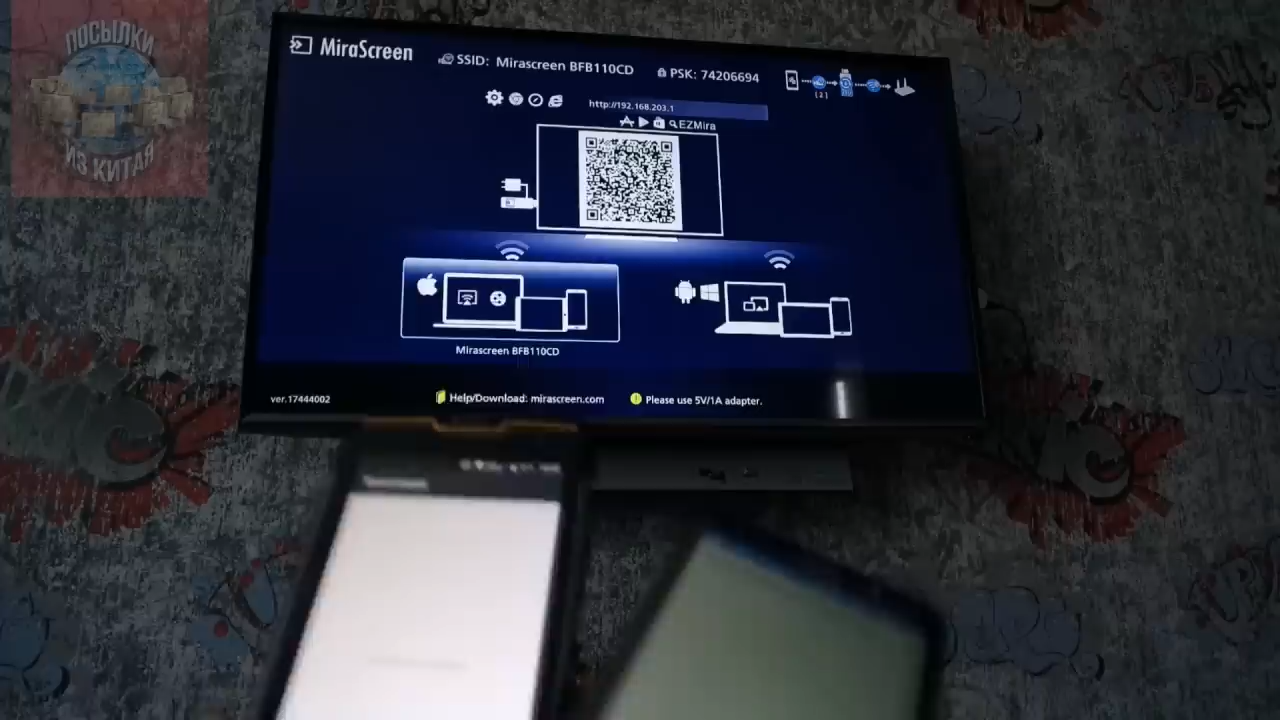 ПОСЫЛКИ
ИЗ КИТАЯ
MiraScreen
SSID: Mirascreen BFB110CD
PSK: 74206694
(2)
http://192.168.203.1
EZMira
Mirascreen BFB110CD
ver.17444002
Help/Download: mirascreen.com
Please use 5V/1A adapter.